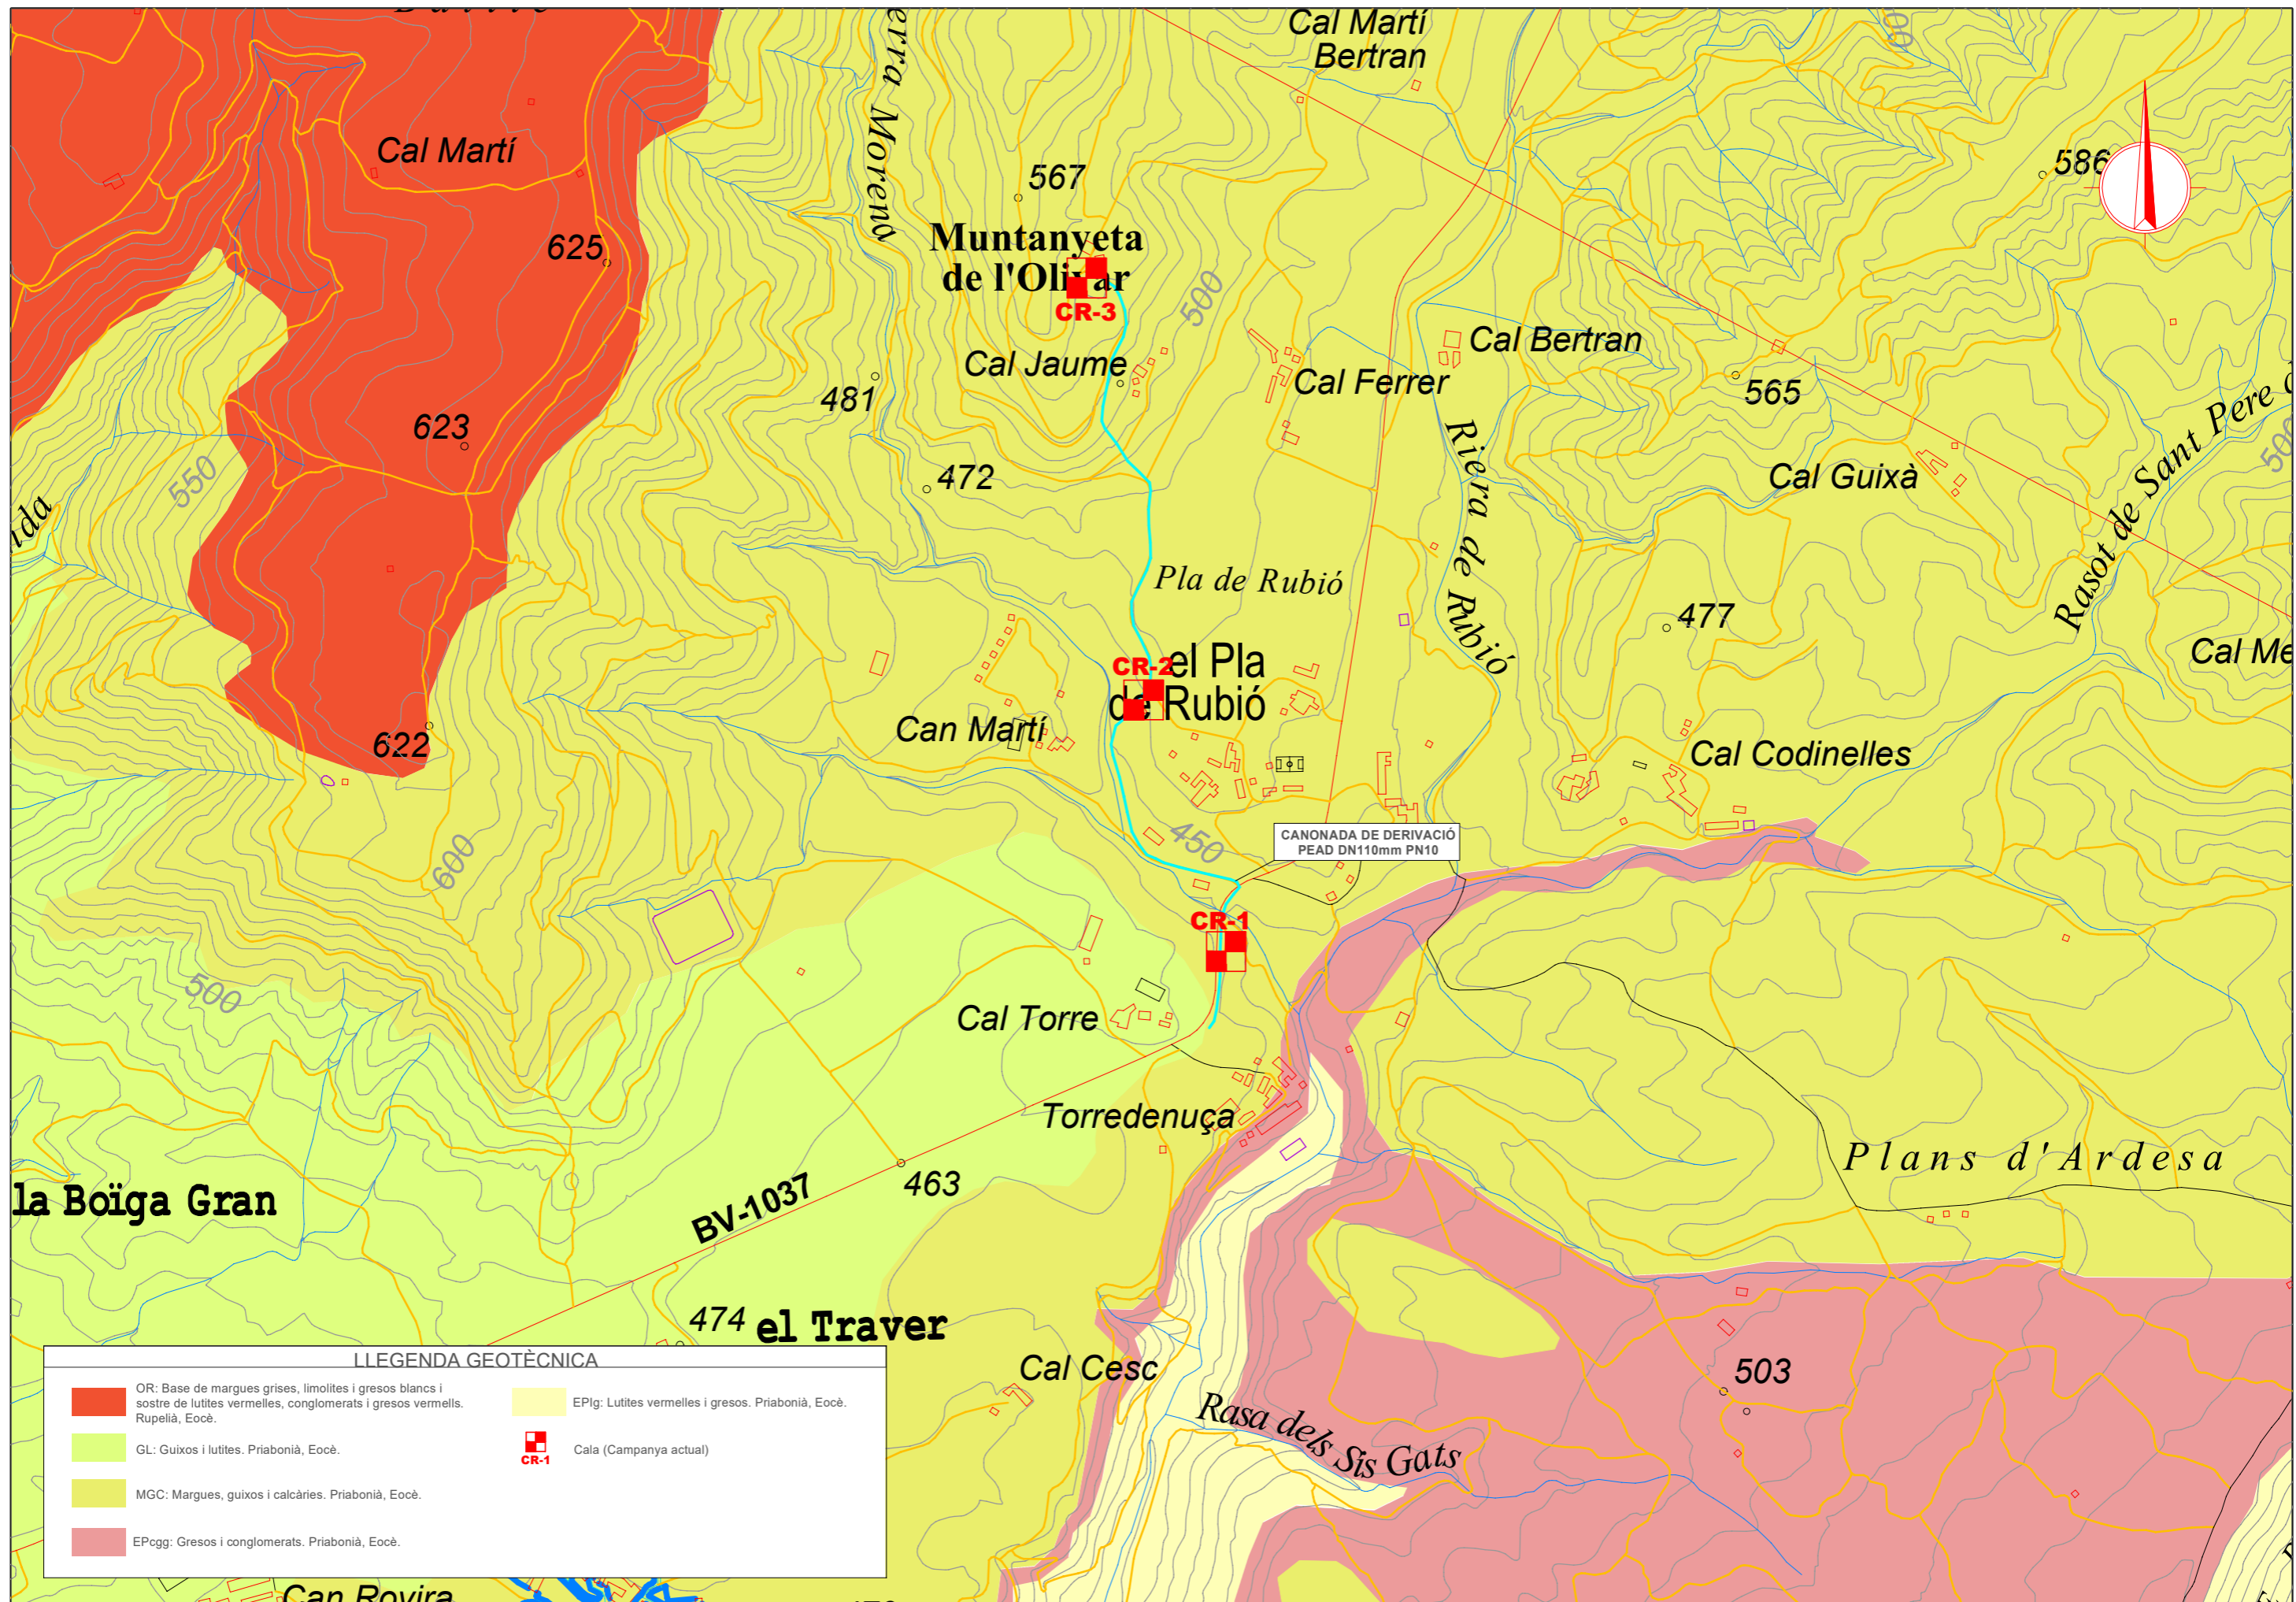 Cal Martí
Bertran
erra Morena
Cal Martí
567
586
Muntanyeta
de l'Olivar
625
500
CR-3
Cal Jaume
Cal Bertran
Cal Ferrer
481
565
623
Riera de Rubió
Rasot de Sant Pere
500
550
472
Cal Guixà
Pla de Rubió
477
CR-2
el Pla
de Rubió
Can Martí
622
Cal Codinelles
450
CANONADA DE DERIVACIÓ
PEAD DN110mm PN10
600
CR-1
500
Cal Torre
Torredenuça
Plans d'Ardesa
463
la Boïga Gran
BV-1037
474
el Traver
Cal Cesc
503
Rasa dels Sis Gats
LLEGENDA GEOTÈCNICA
OR: Base de margues grises, limolites i gresos blancs i
sostre de lutites vermelles, conglomerats i gresos vermells.
Rupelià, Eocè.
GL: Guixos i lutites. Priabonià, Eocè.
MGC: Margues, guixos i calcàries. Priabonià, Eocè.
EPcgg: Gresos i conglomerats. Priabonià, Eocè.
EPlg: Lutites vermelles i gresos. Priabonià, Eocè.
CR-1
Cala (Campanya actual)
Can Rovira